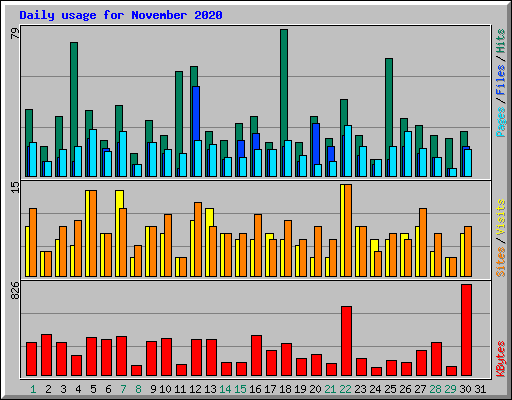 Daily usage for November 2020
79
Pages / Files / Hits
15
Sites / Visits
826
KBytes
1 2 3 4 5 6 7 8 9 10 11 12 13 14 15 16 17 18 19 20 21 22 23 24 25 26 27 28 29 30 31